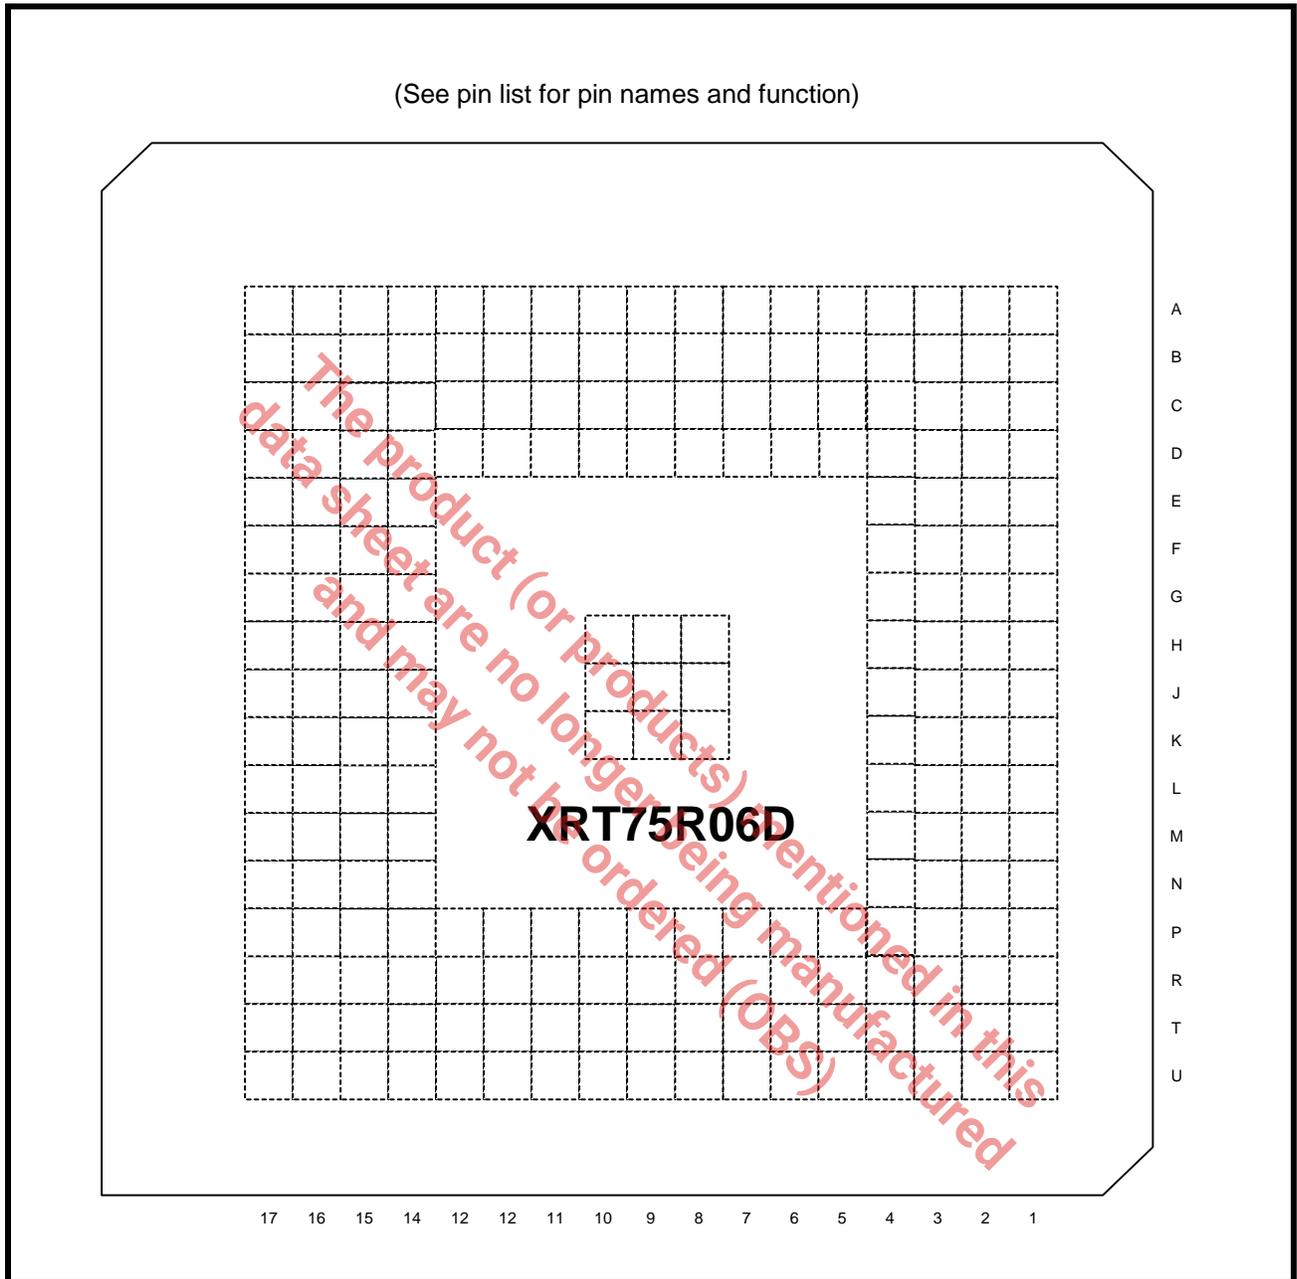 (See pin list for pin names and function)
A
B
C
D
E
F
G
H
J
K
L
M
N
P
R
T
U
XRT75R06D
The product (or products) mentioned in this
data sheet are no longer being manufactured
and may not be ordered (OBS)
17 16 15 14 12 12 11 10 9 8 7 6 5 4 3 2 1